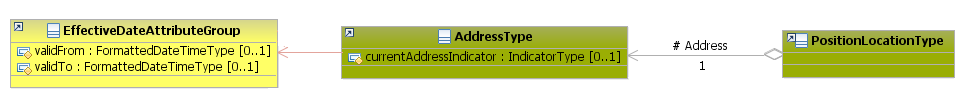 EffectiveDateAttributeGroup
validFrom : FormattedDateTimeType [0..1]
validTo : FormattedDateTimeType [0..1]
AddressType
currentAddressIndicator : IndicatorType [0..1]
# Address
1
PositionLocationType